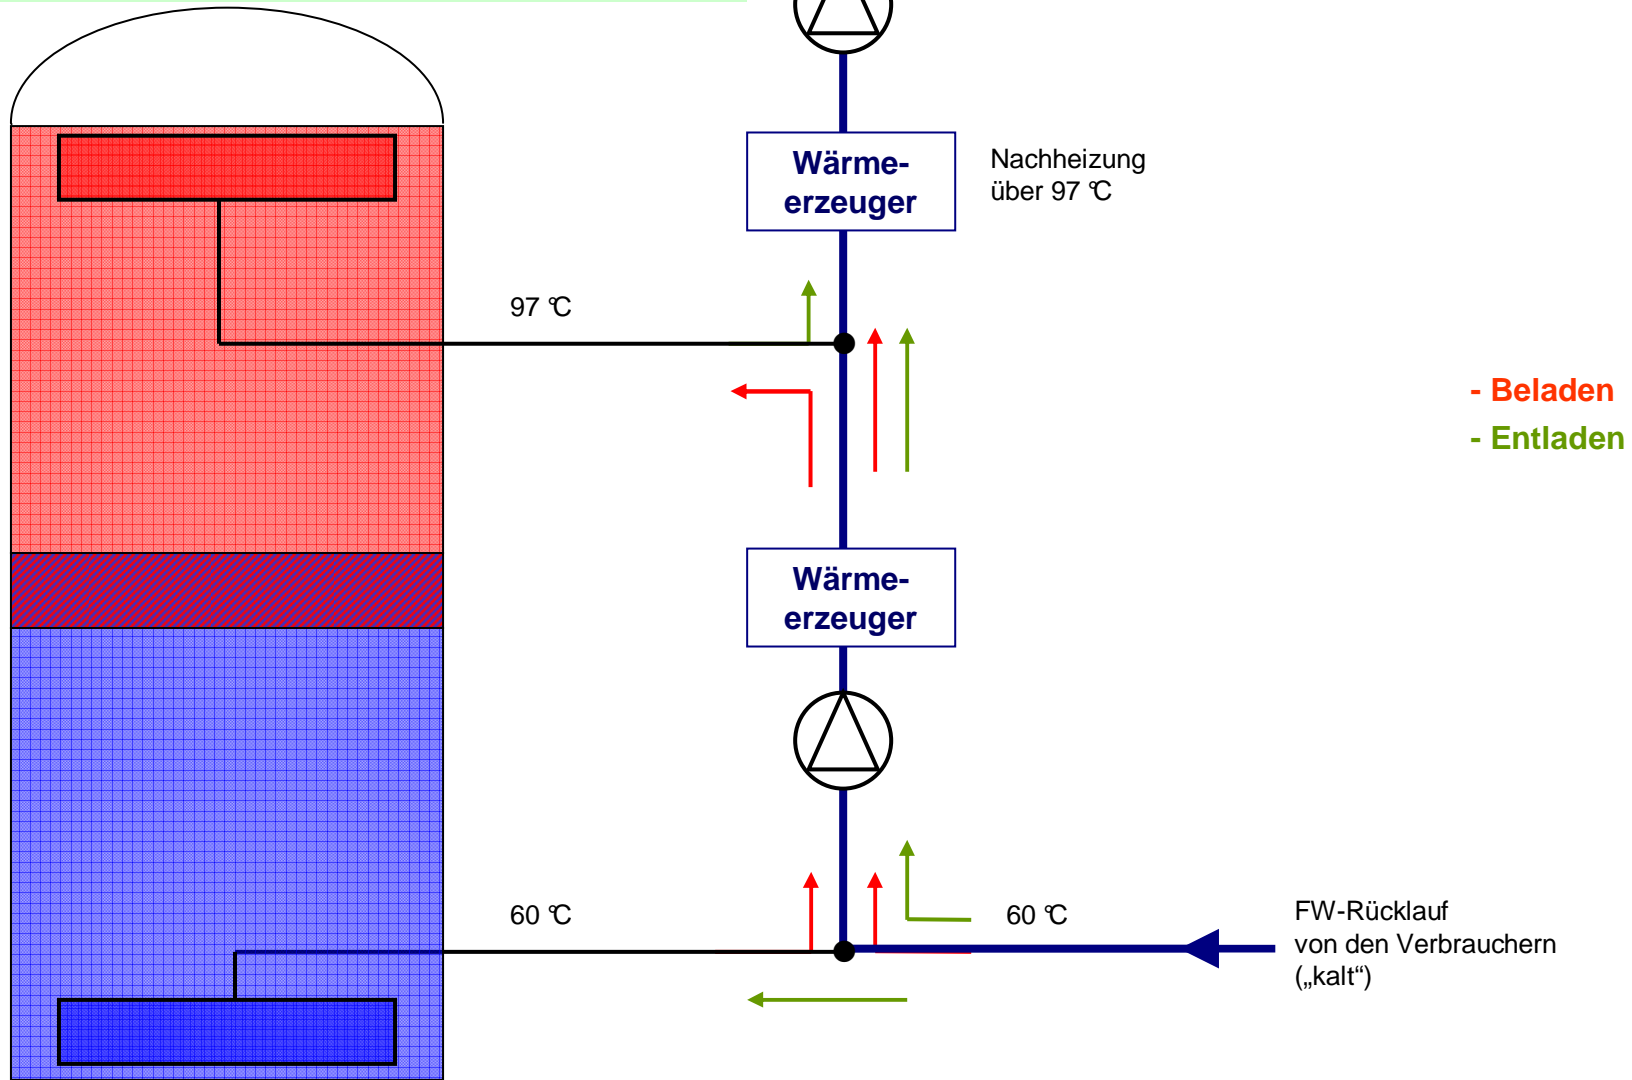 Wärme-
erzeuger
Nachheizung
über 97 °C
97 °C
- Beladen
- Entladen
Wärme-
erzeuger
60 °C
60 °C
FW-Rücklauf
von den Verbrauchern
(„kalt“)